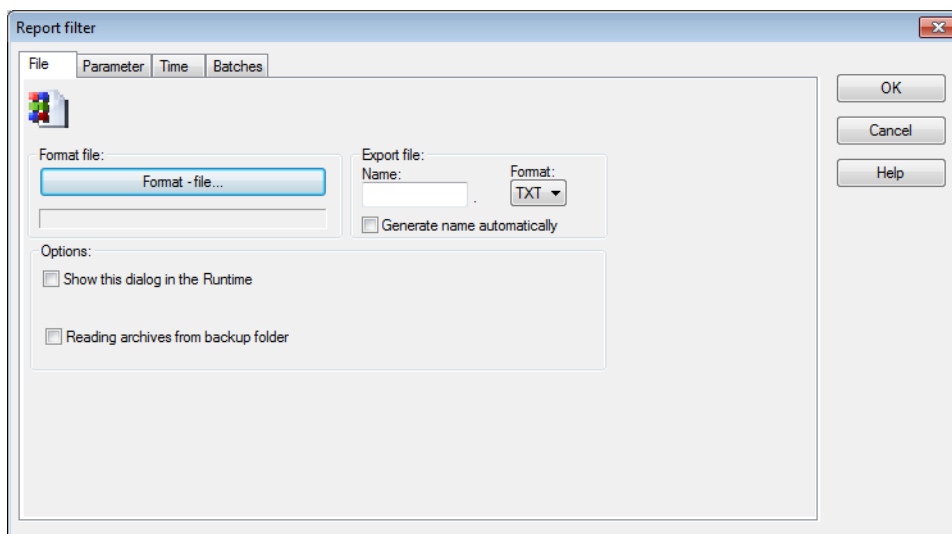 Report filter
File Parameter Time Batches
OK
Cancel
Help
Format file:
Format - file...
Export file:
Name: Format:
. TXT
Generate name automatically
Options:
Show this dialog in the Runtime
Reading archives from backup folder